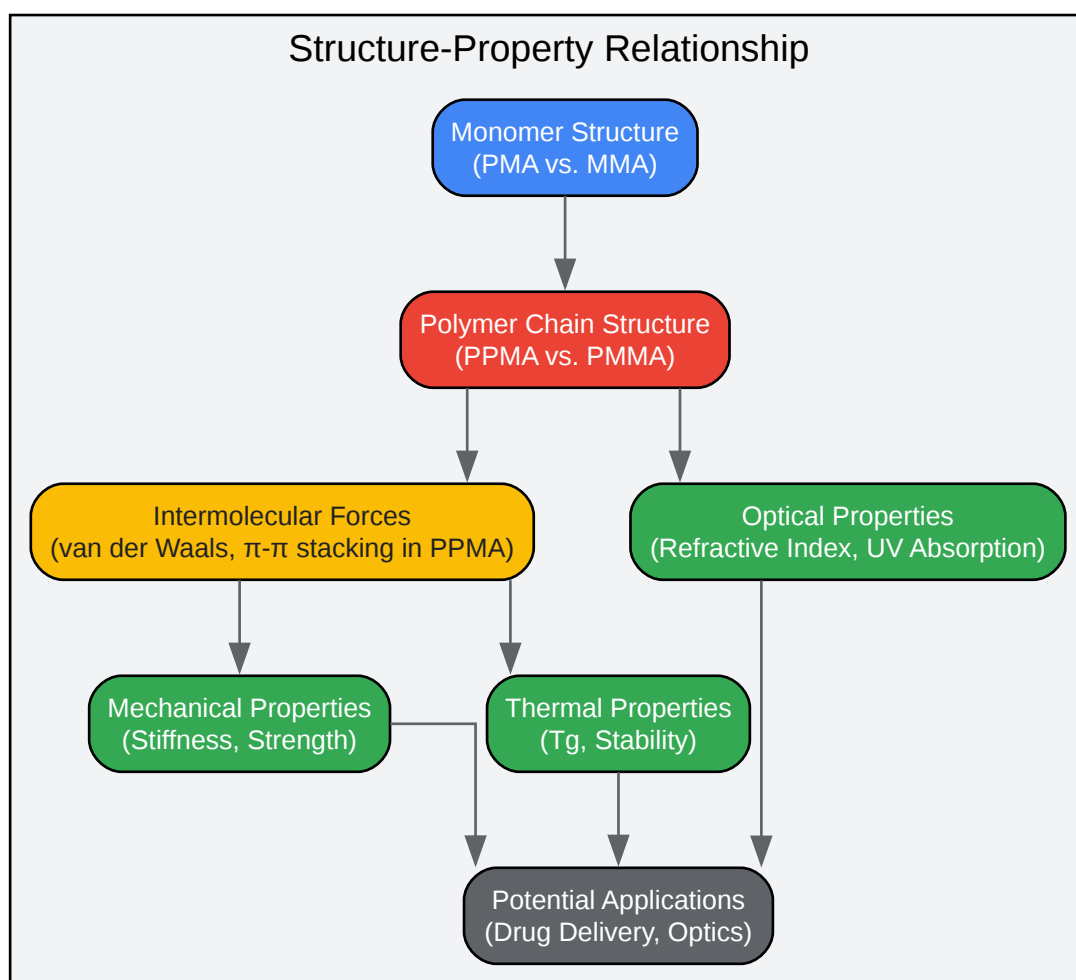 Structure-Property Relationship
Monomer Structure
(PMA vs. MMA)
Polymer Chain Structure
(PPMA vs. PMMA)
Intermolecular Forces
(van der Waals, π-π stacking in PPMA)
Optical Properties
(Refractive Index, UV Absorption)
Mechanical Properties
(Stiffness, Strength)
Thermal Properties
(Tg, Stability)
Potential Applications
(Drug Delivery, Optics)